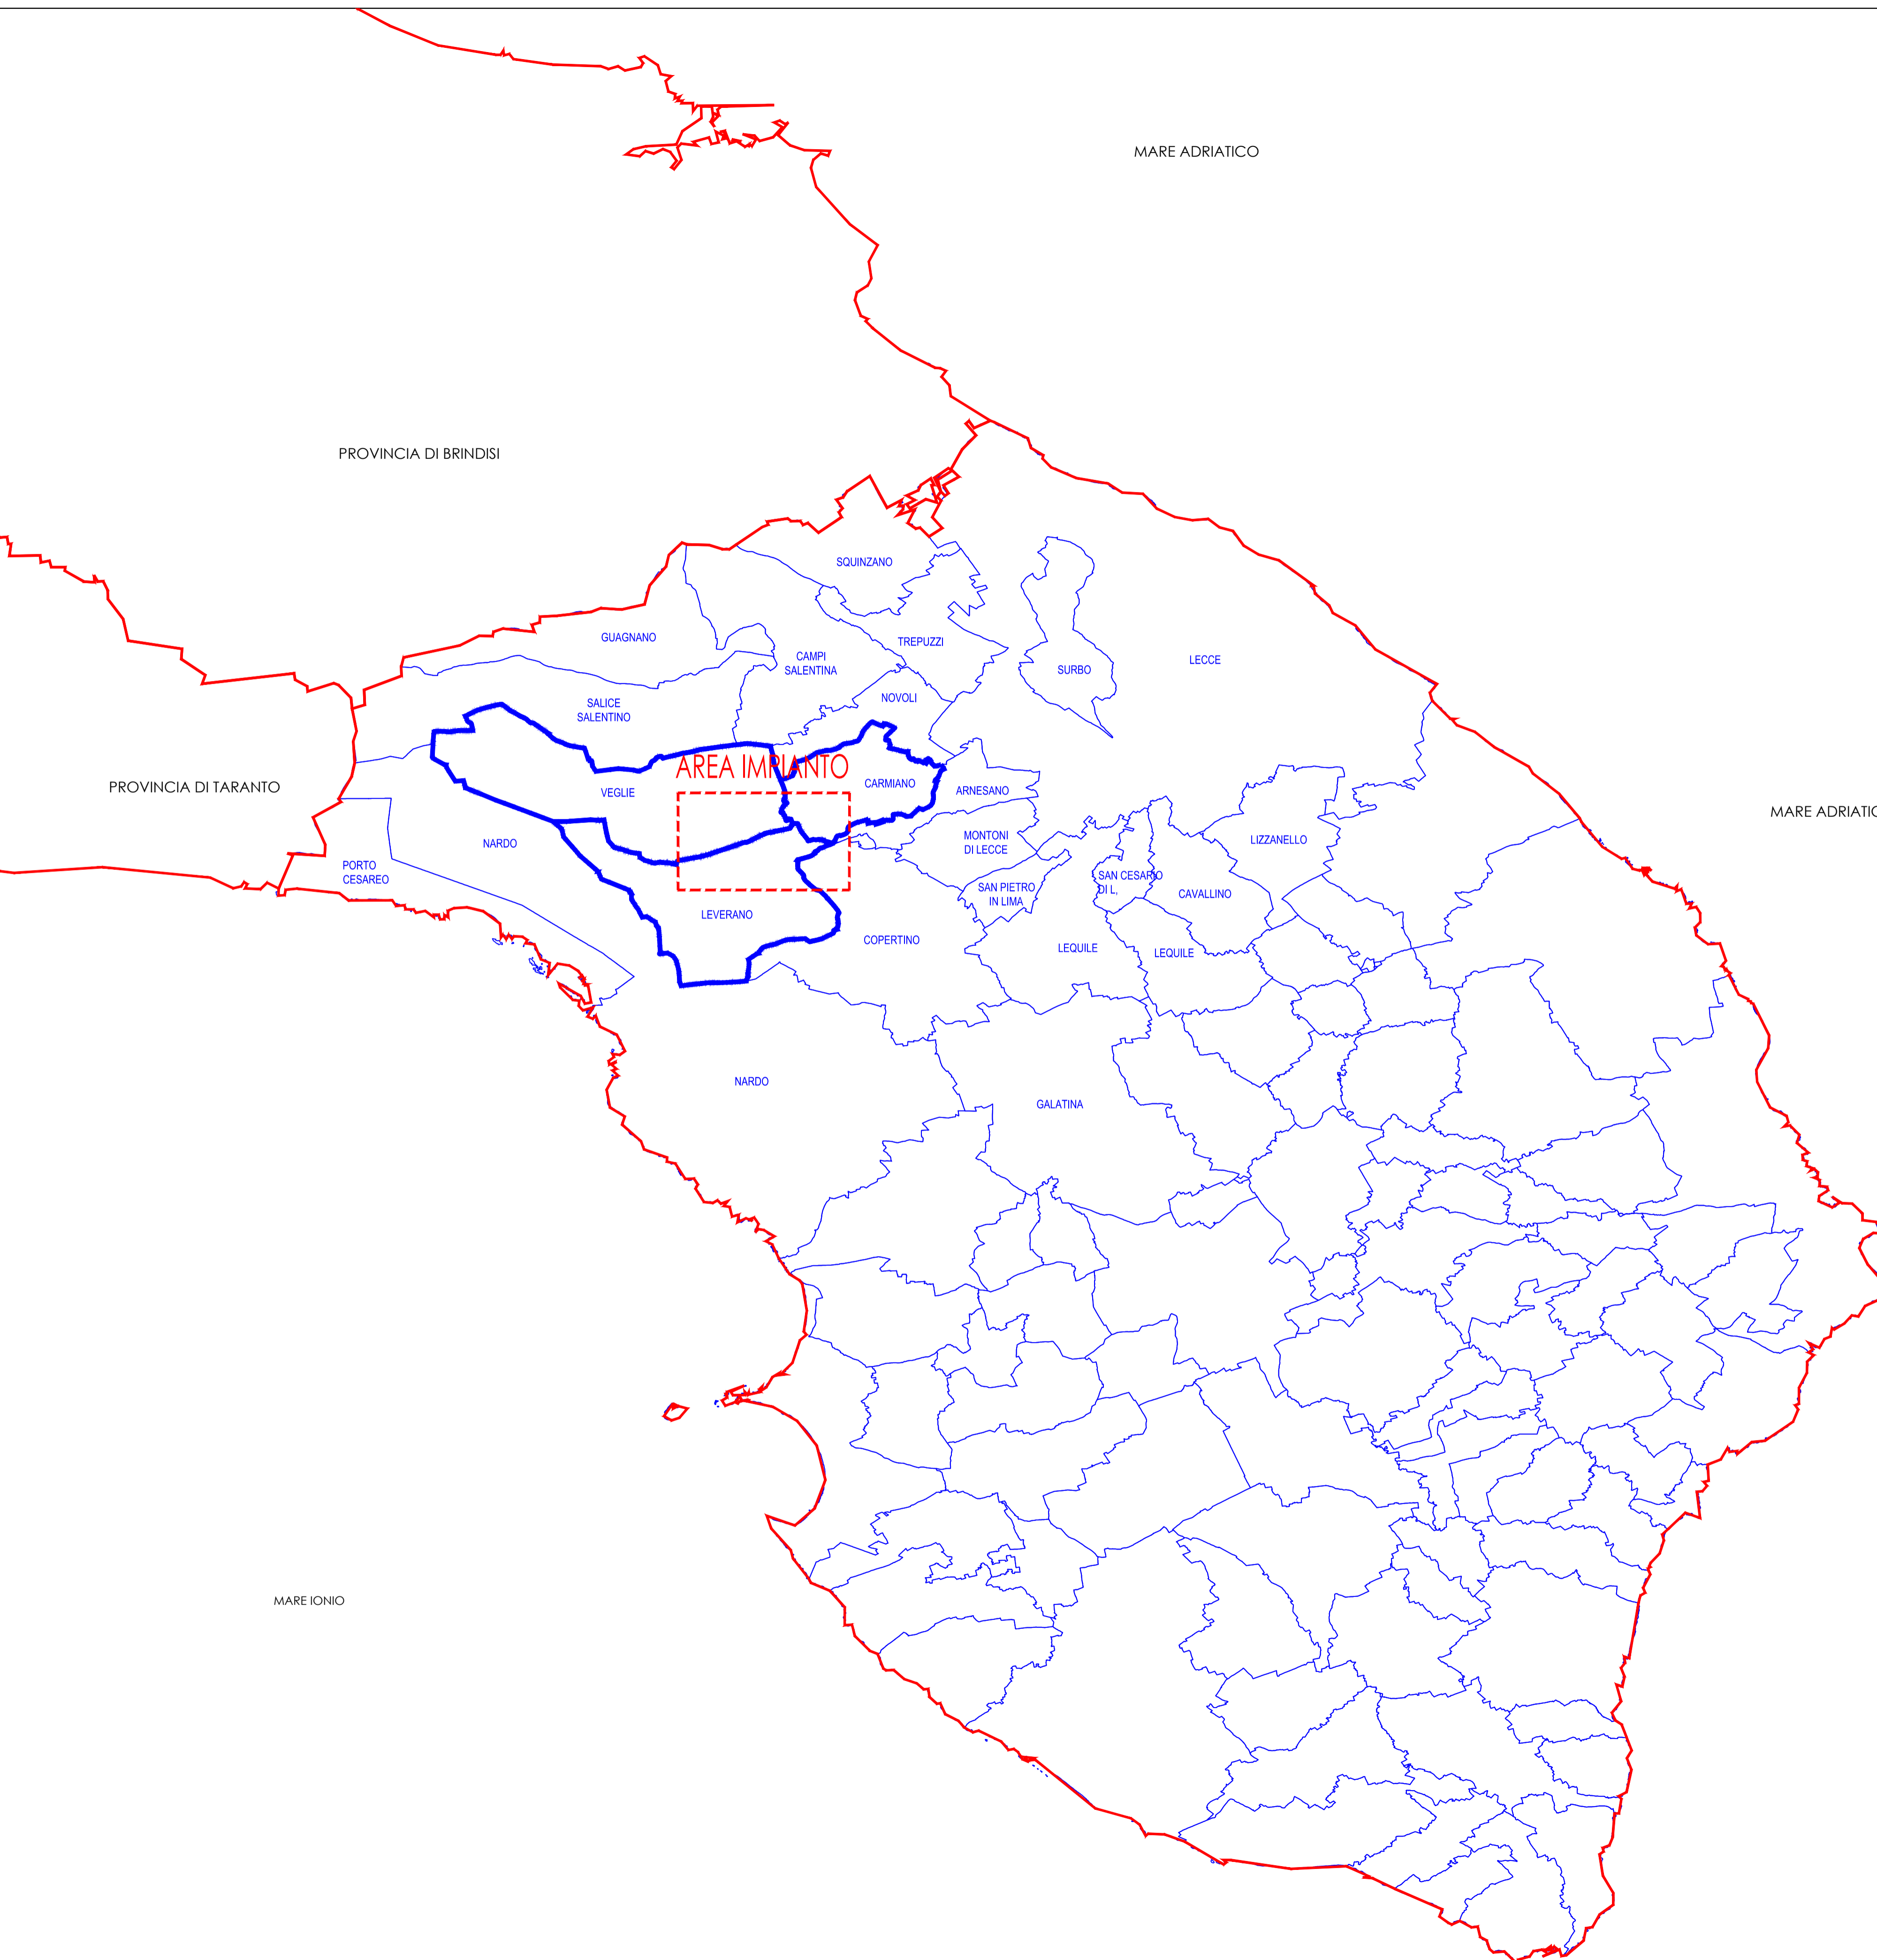 MARE ADRIATICO
PROVINCIA DI BRINDISI
SQUINZANO
GUAGNANO
TREPUZZI
CAMPI
SALENTINA
LECCE
SURBO
NOVOLI
SALICE
SALENTINO
AREA IMPIANTO
CARMIANO
PROVINCIA DI TARANTO
VEGLIE
ARNESANO
MARE ADRIATIC
MONTONI
DI LECCE
LIZZANELLO
NARDO
PORTO
CESAREO
SAN CESARIO
DI L,
SAN PIETRO
IN LIMA
CAVALLINO
LEVERANO
COPERTINO
LEQUILE
LEQUILE
NARDO
GALATINA
MARE IONIO